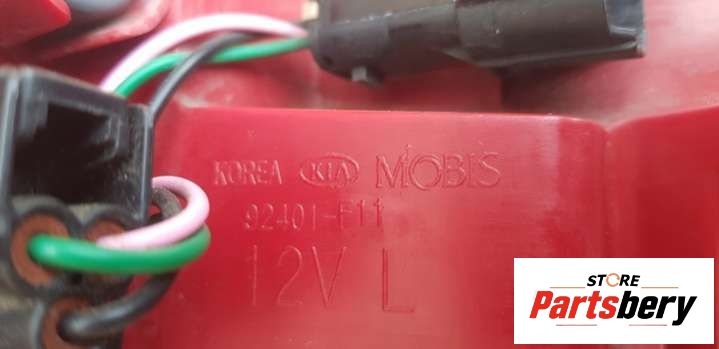 KOREA KIA MOBIS
92401-F11
12V L
STORE
Partsbery